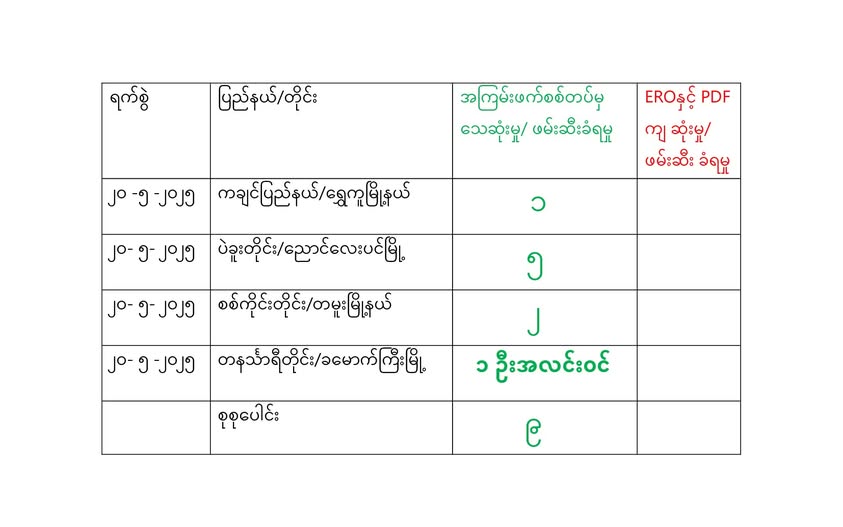 ရက်စွဲ
ပြည်နယ်/တိုင်း
အကြမ်းဖက်စစ်တပ်မှ
သေဆုံးမှု/ ဖမ်းဆီးခံရမှု
EROနှင့် PDF
ကျ ဆုံးမှု/
ဖမ်းဆီး ခံရမှု
၂၀ -၅ -၂၀၂၅
ကချင်ပြည်နယ်/ရွှေကူမြို့နယ်
၁
၂၀- ၅- ၂၀၂၅
ပဲခူးတိုင်း/ညောင်လေးပင်မြို့
၅
၂၀- ၅- ၂၀၂၅
စစ်ကိုင်းတိုင်း/တမူးမြို့နယ်
၂
၂၀- ၅ -၂၀၂၅
တနင်္သာရီတိုင်း/ခမောက်ကြီးမြို့
၁ ဦးအလင်းဝင်
စုစုပေါင်း
၉